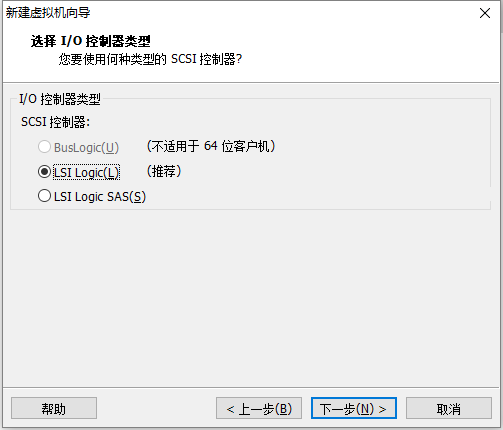 新建虚拟机向导
选择 I/O 控制器类型
您要使用何种类型的 SCSI 控制器?
I/O 控制器类型
SCSI 控制器:
BusLogic(U) (不适用于 64 位客户机)
LSI Logic(L) (推荐)
LSI Logic SAS(S)
帮助 < 上一步(B) 下一步(N) > 取消